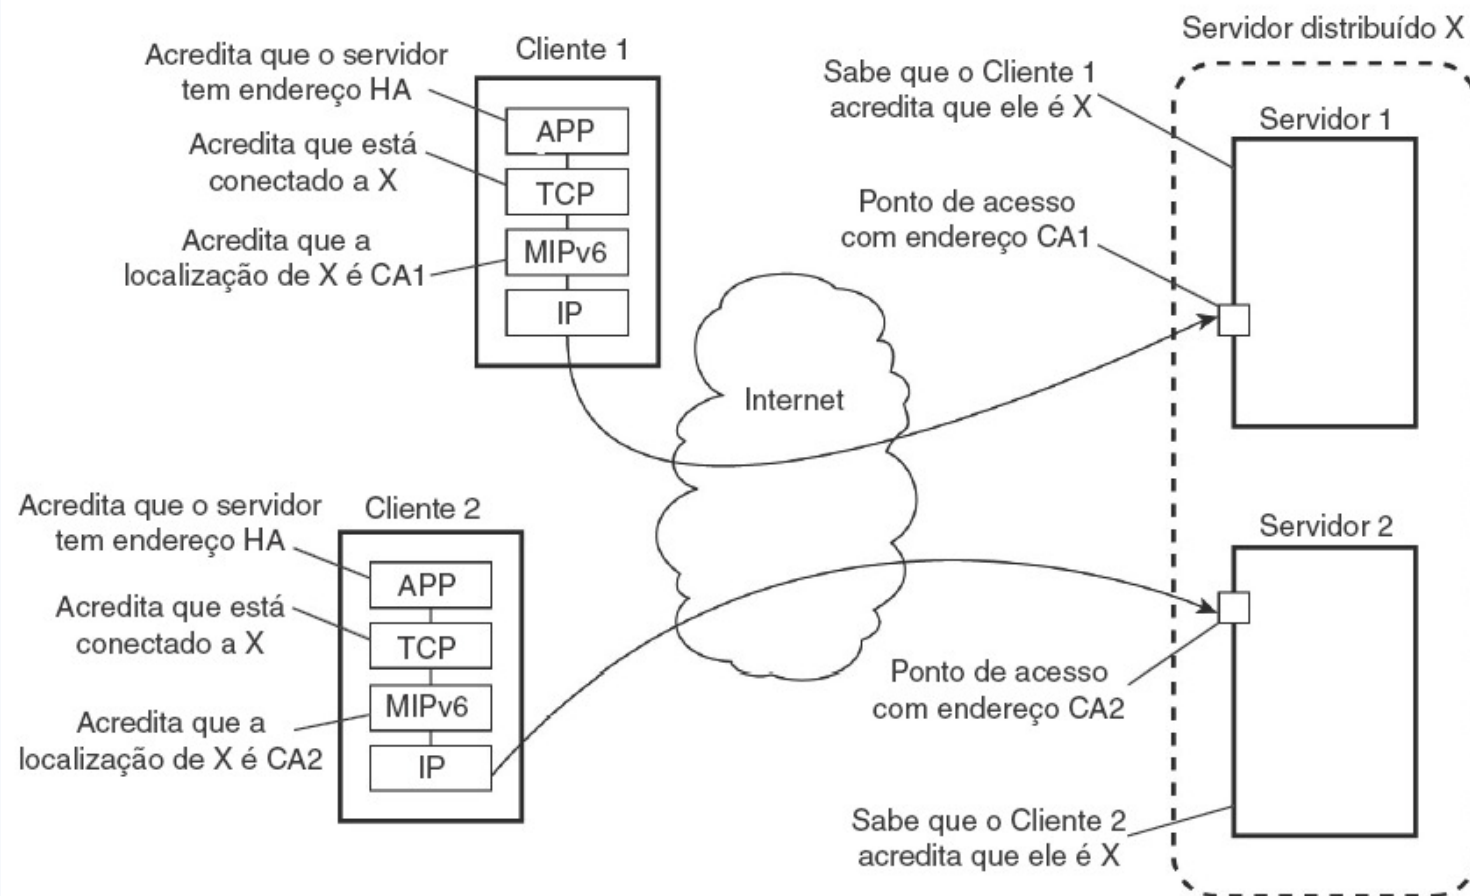 Servidor distribuído X
Cliente 1
Acredita que o servidor
tem endereço HA
APP
Acredita que está
conectado a X
TCP
Acredita que a
localização de X é CA1
MIPv6
IP
Sabe que o Cliente 1
acredita que ele é X
Servidor 1
Ponto de acesso
com endereço CA1
Internet
Cliente 2
Acredita que o servidor
tem endereço HA
APP
Acredita que está
conectado a X
TCP
Acredita que a
localização de X é CA2
MIPv6
IP
Servidor 2
Ponto de acesso
com endereço CA2
Sabe que o Cliente 2
acredita que ele é X